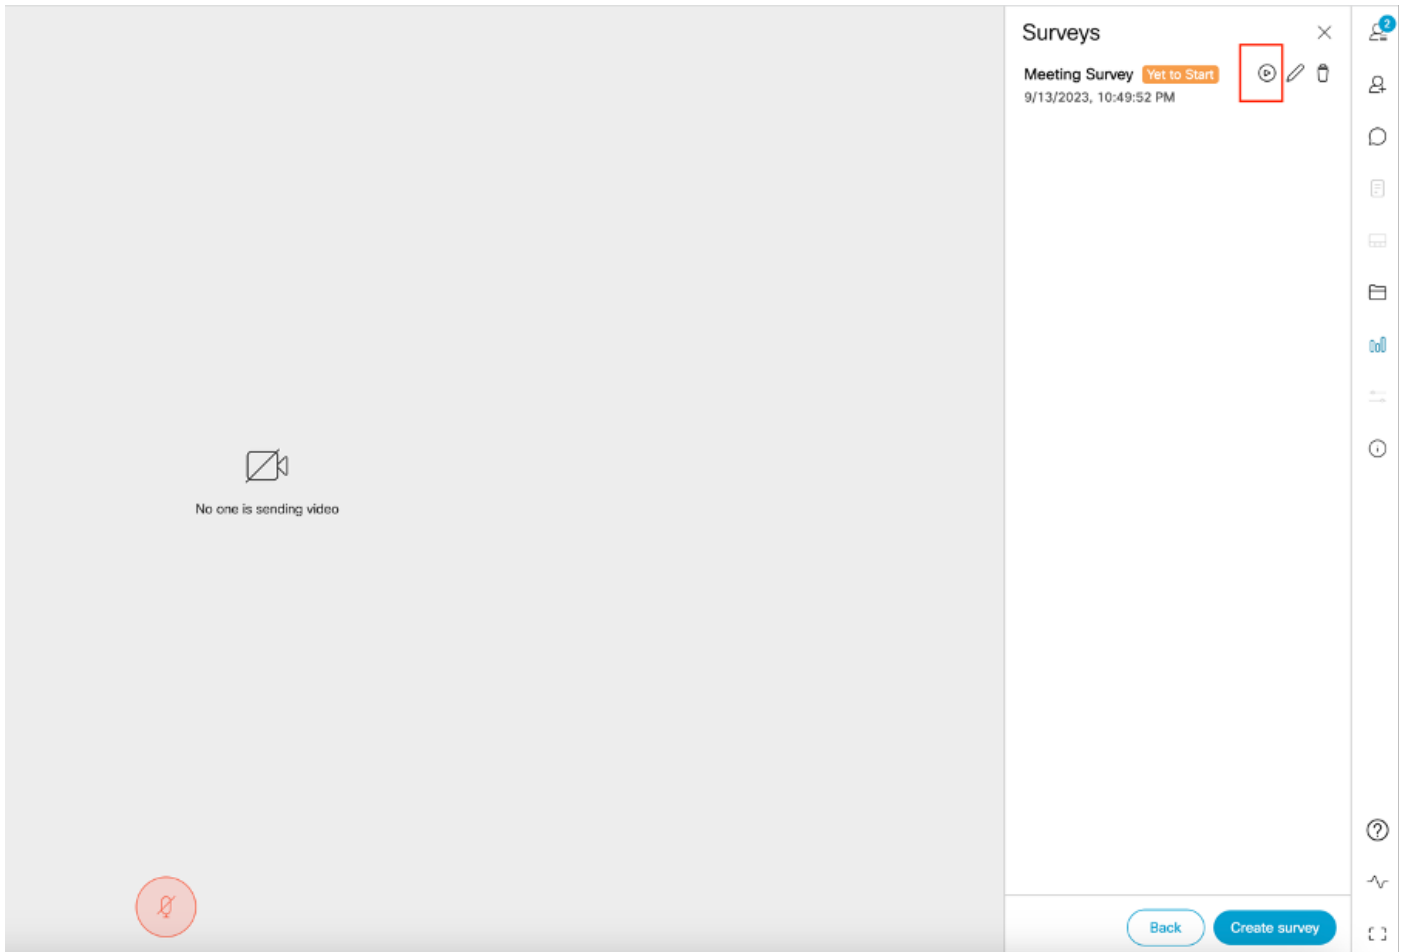 Surveys
2
Meeting Survey Yet to Start
9/13/2023, 10:49:52 PM
No one is sending video
Back Create survey